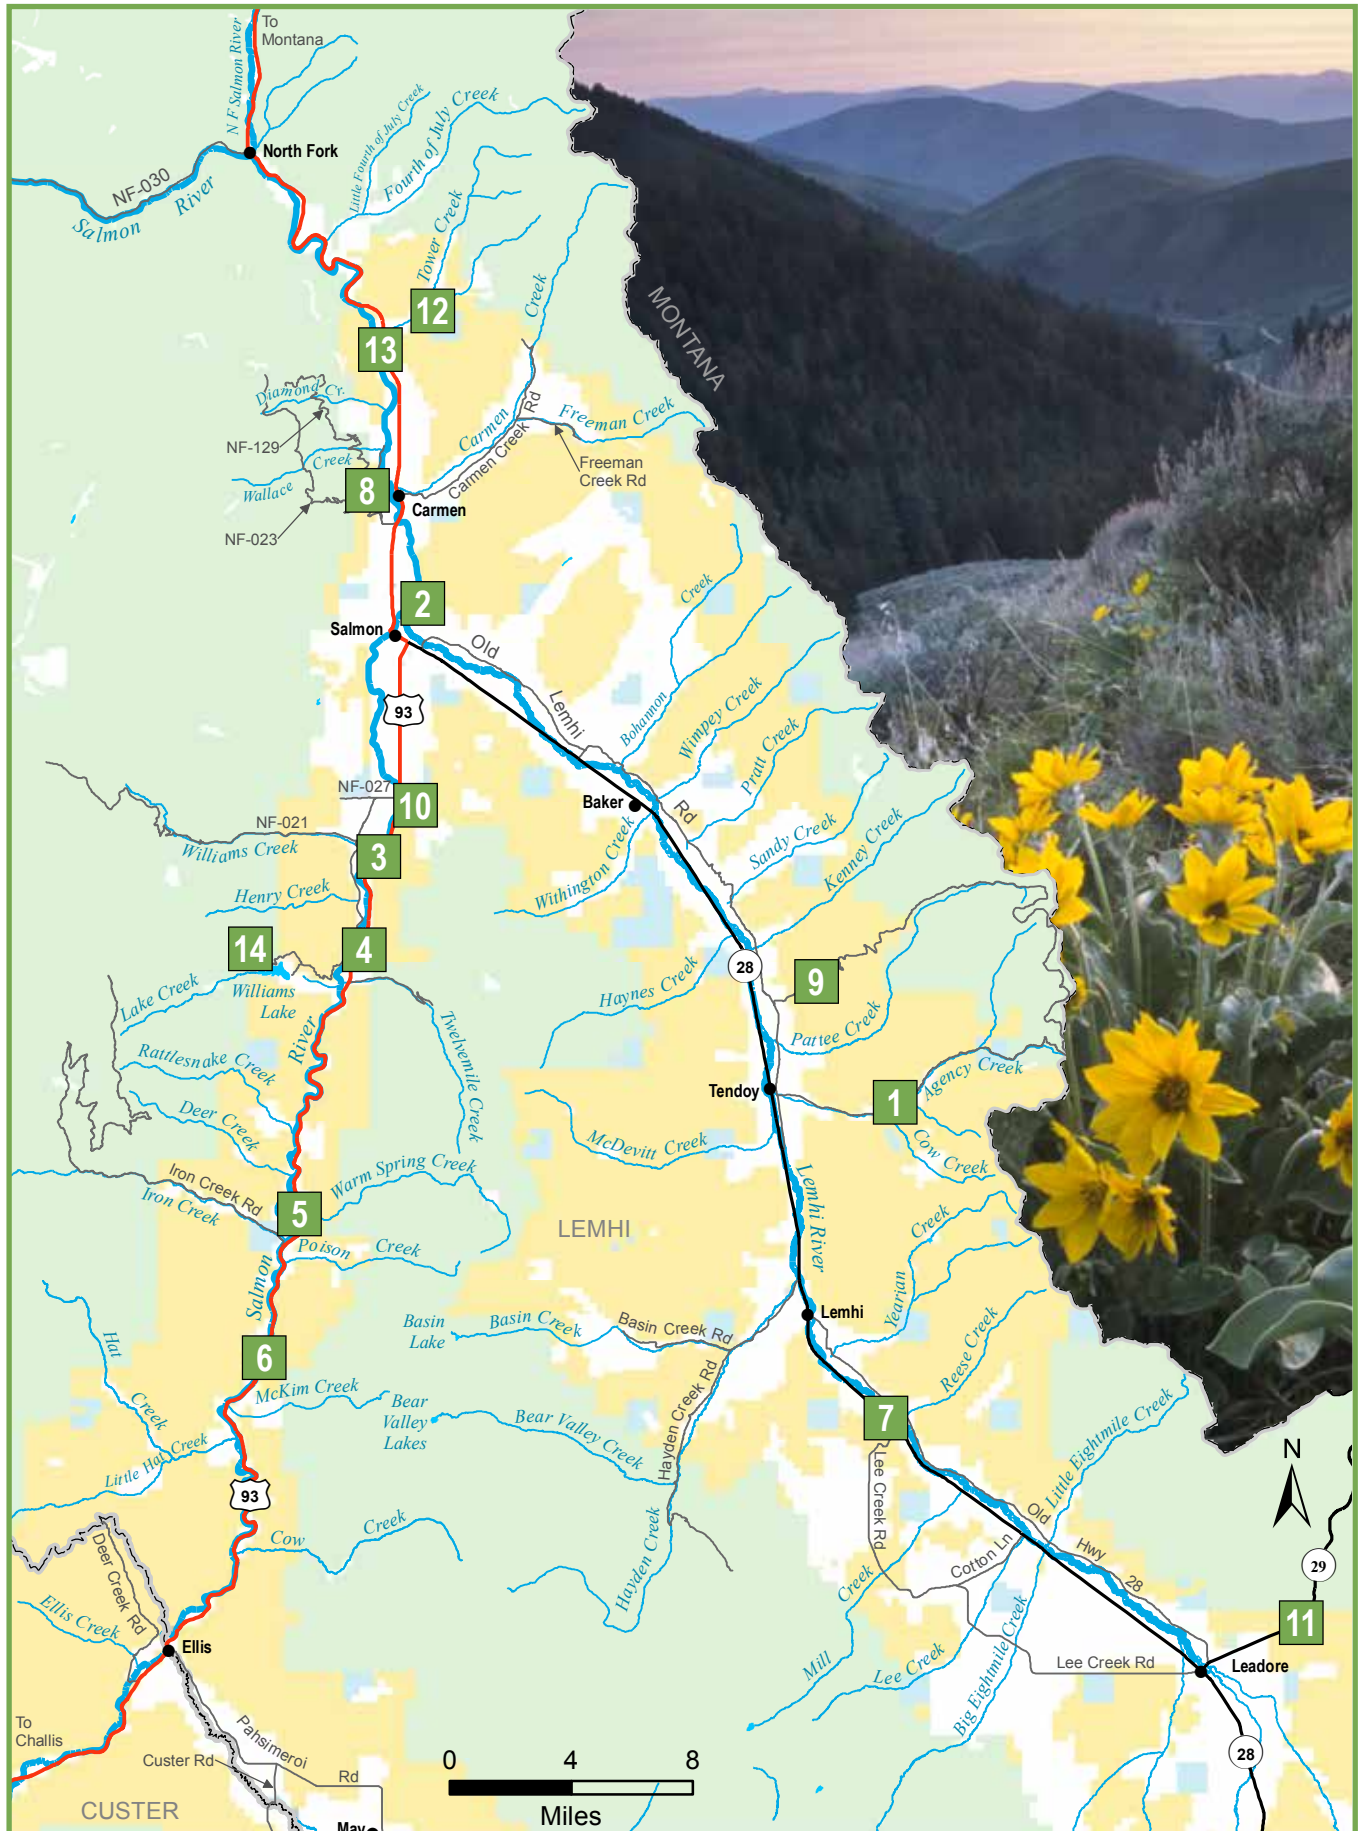 To
Montana
N F Salmon River
North Fork
NF-030
Salmon River
Little Fourth of July Creek
Fourth of July Creek
Tower Creek
Creek
MONTANA
12
13
Diamond Cr.
NF-129
Creek
Wallace
Carmen
Carmen Creek Rd
Freeman Creek
Freeman
Creek Rd
8
Carmen
NF-023
2
Salmon
Old
Lemhi
Rd
Creek
Bohannon
Wimpey Creek
Pratt Creek
93
NF-027
10
Baker
NF-021
Williams Creek
3
Withington Creek
Sandy Creek
Kenney Creek
Henry Creek
14
4
28
9
Lake Creek
Williams
Lake
Haynes Creek
River
Twelvemile Creek
Pattee Creek
Rattlesnake Creek
Tendoy
1
Agency Creek
Deer Creek
McDevitt Creek
Cow Creek
Iron Creek Rd
Iron Creek
Warm Spring Creek
5
Lemhi River
LEMHI
Poison Creek
Creek
Yearian
Salmon
Basin
Lake
Basin Creek
Basin Creek Rd
Lemhi
Hat
Creek
6
Reese Creek
McKim Creek
Bear
Valley
Lakes
Bear Valley Creek
Hayden Creek Rd
7
Little Eightmile Creek
Little Hat Creek
Lee Creek Rd
N
93
Old
Hwy
28
Cow Creek
Deer Creek Rd
Hayden Creek
Cotton Ln
29
Ellis Creek
Creek
Mill
Big Eightmile Creek
11
Ellis
Lee Creek
Lee Creek Rd
Leadore
To
Challis
Pahsimeroi
Rd
Custer Rd
28
0 4 8
Miles
CUSTER
May